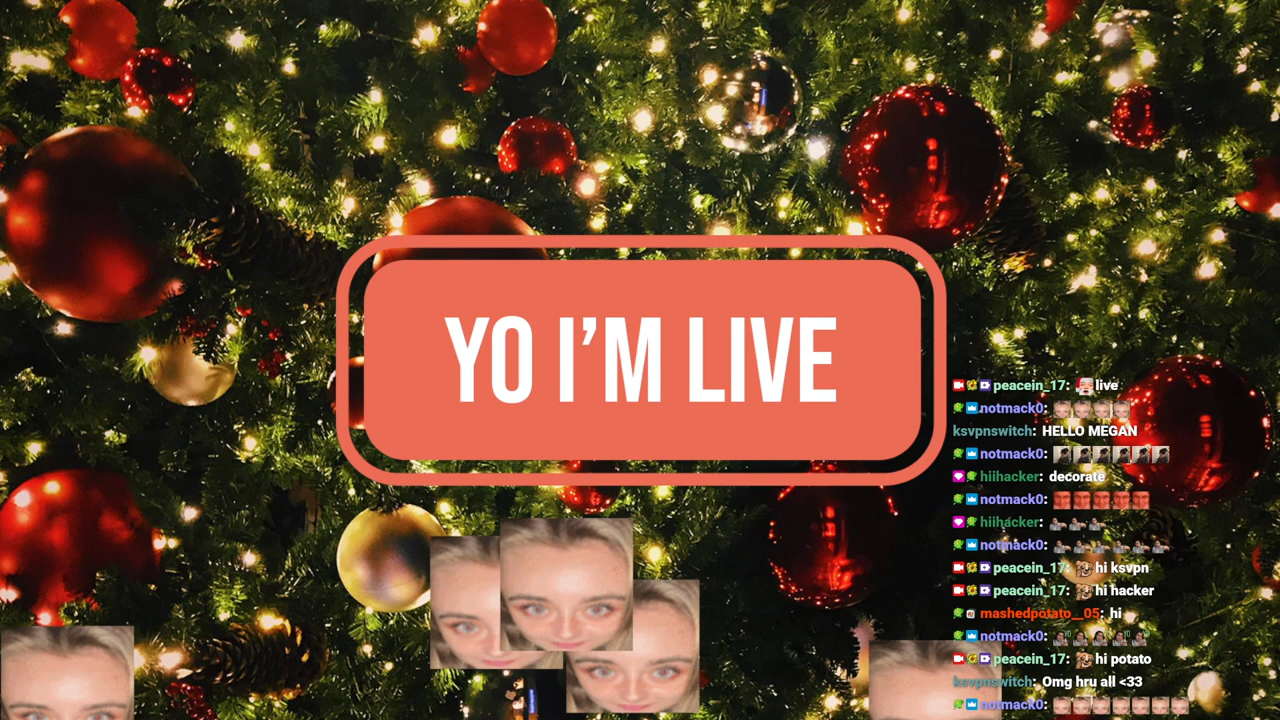 YO I'M LIVE
peacein_17: live
notmack0:
ksvpnswitch: HELLO MEGAN
notmack0:
hiihacker: decorate
notmack0:
hiihacker:
notmack0:
peacein_17: hi ksvpn
peacein_17: hi hacker
mashedpotato__05: hi
notmack0:
peacein_17: hi potato
ksvpnswitch: Omg hru all <33
notmack0: